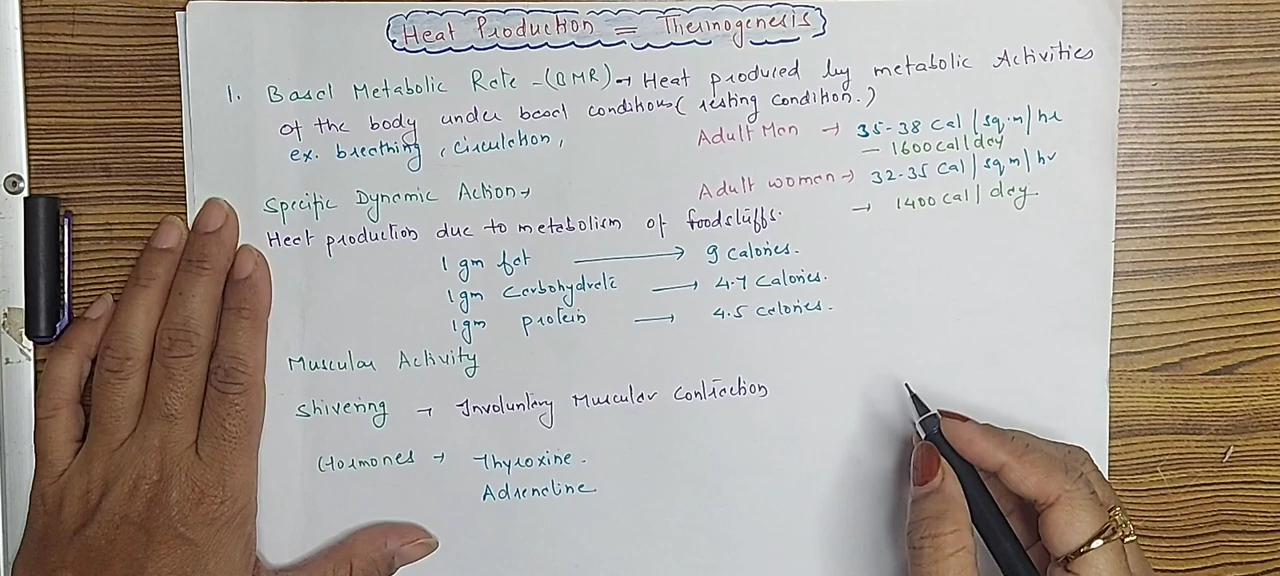 Heat Production = Thermogenesis
1. Basal Metabolic Rate - (BMR) → Heat produced by metabolic Activities
of the body under basal conditions ( resting condition.)
ex. breathing, circulation,
Adult Man → 35-38 Cal / sq.m / hr
— 1600 cal / day
Specific Dynamic Action →
Adult women → 32-35 Cal / sq m / hr
→ 1400 cal / day
Heat production due to metabolism of foodstuffs.
1 gm fat → 9 calories.
1 gm Carbohydrate → 4.7 Calories.
1 gm protein → 4.5 calories.
Muscular Activity
Shivering → Involuntary Muscular Contraction
Hormones → Thyroxine.
Adrenaline